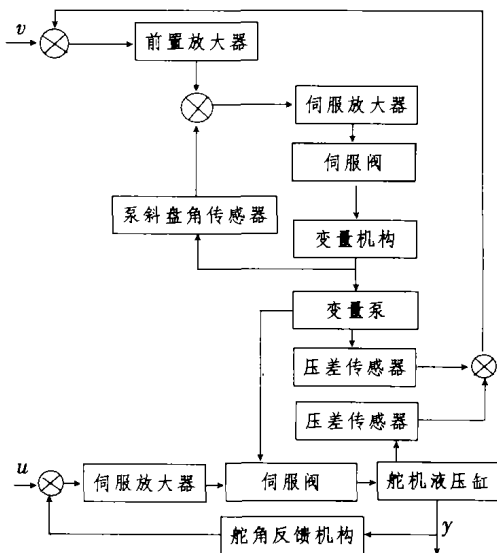 v
前置放大器
伺服放大器
伺服阀
泵斜盘角传感器
变量机构
变量泵
压差传感器
压差传感器
u
伺服放大器
伺服阀
舵机液压缸
y
舵角反馈机构